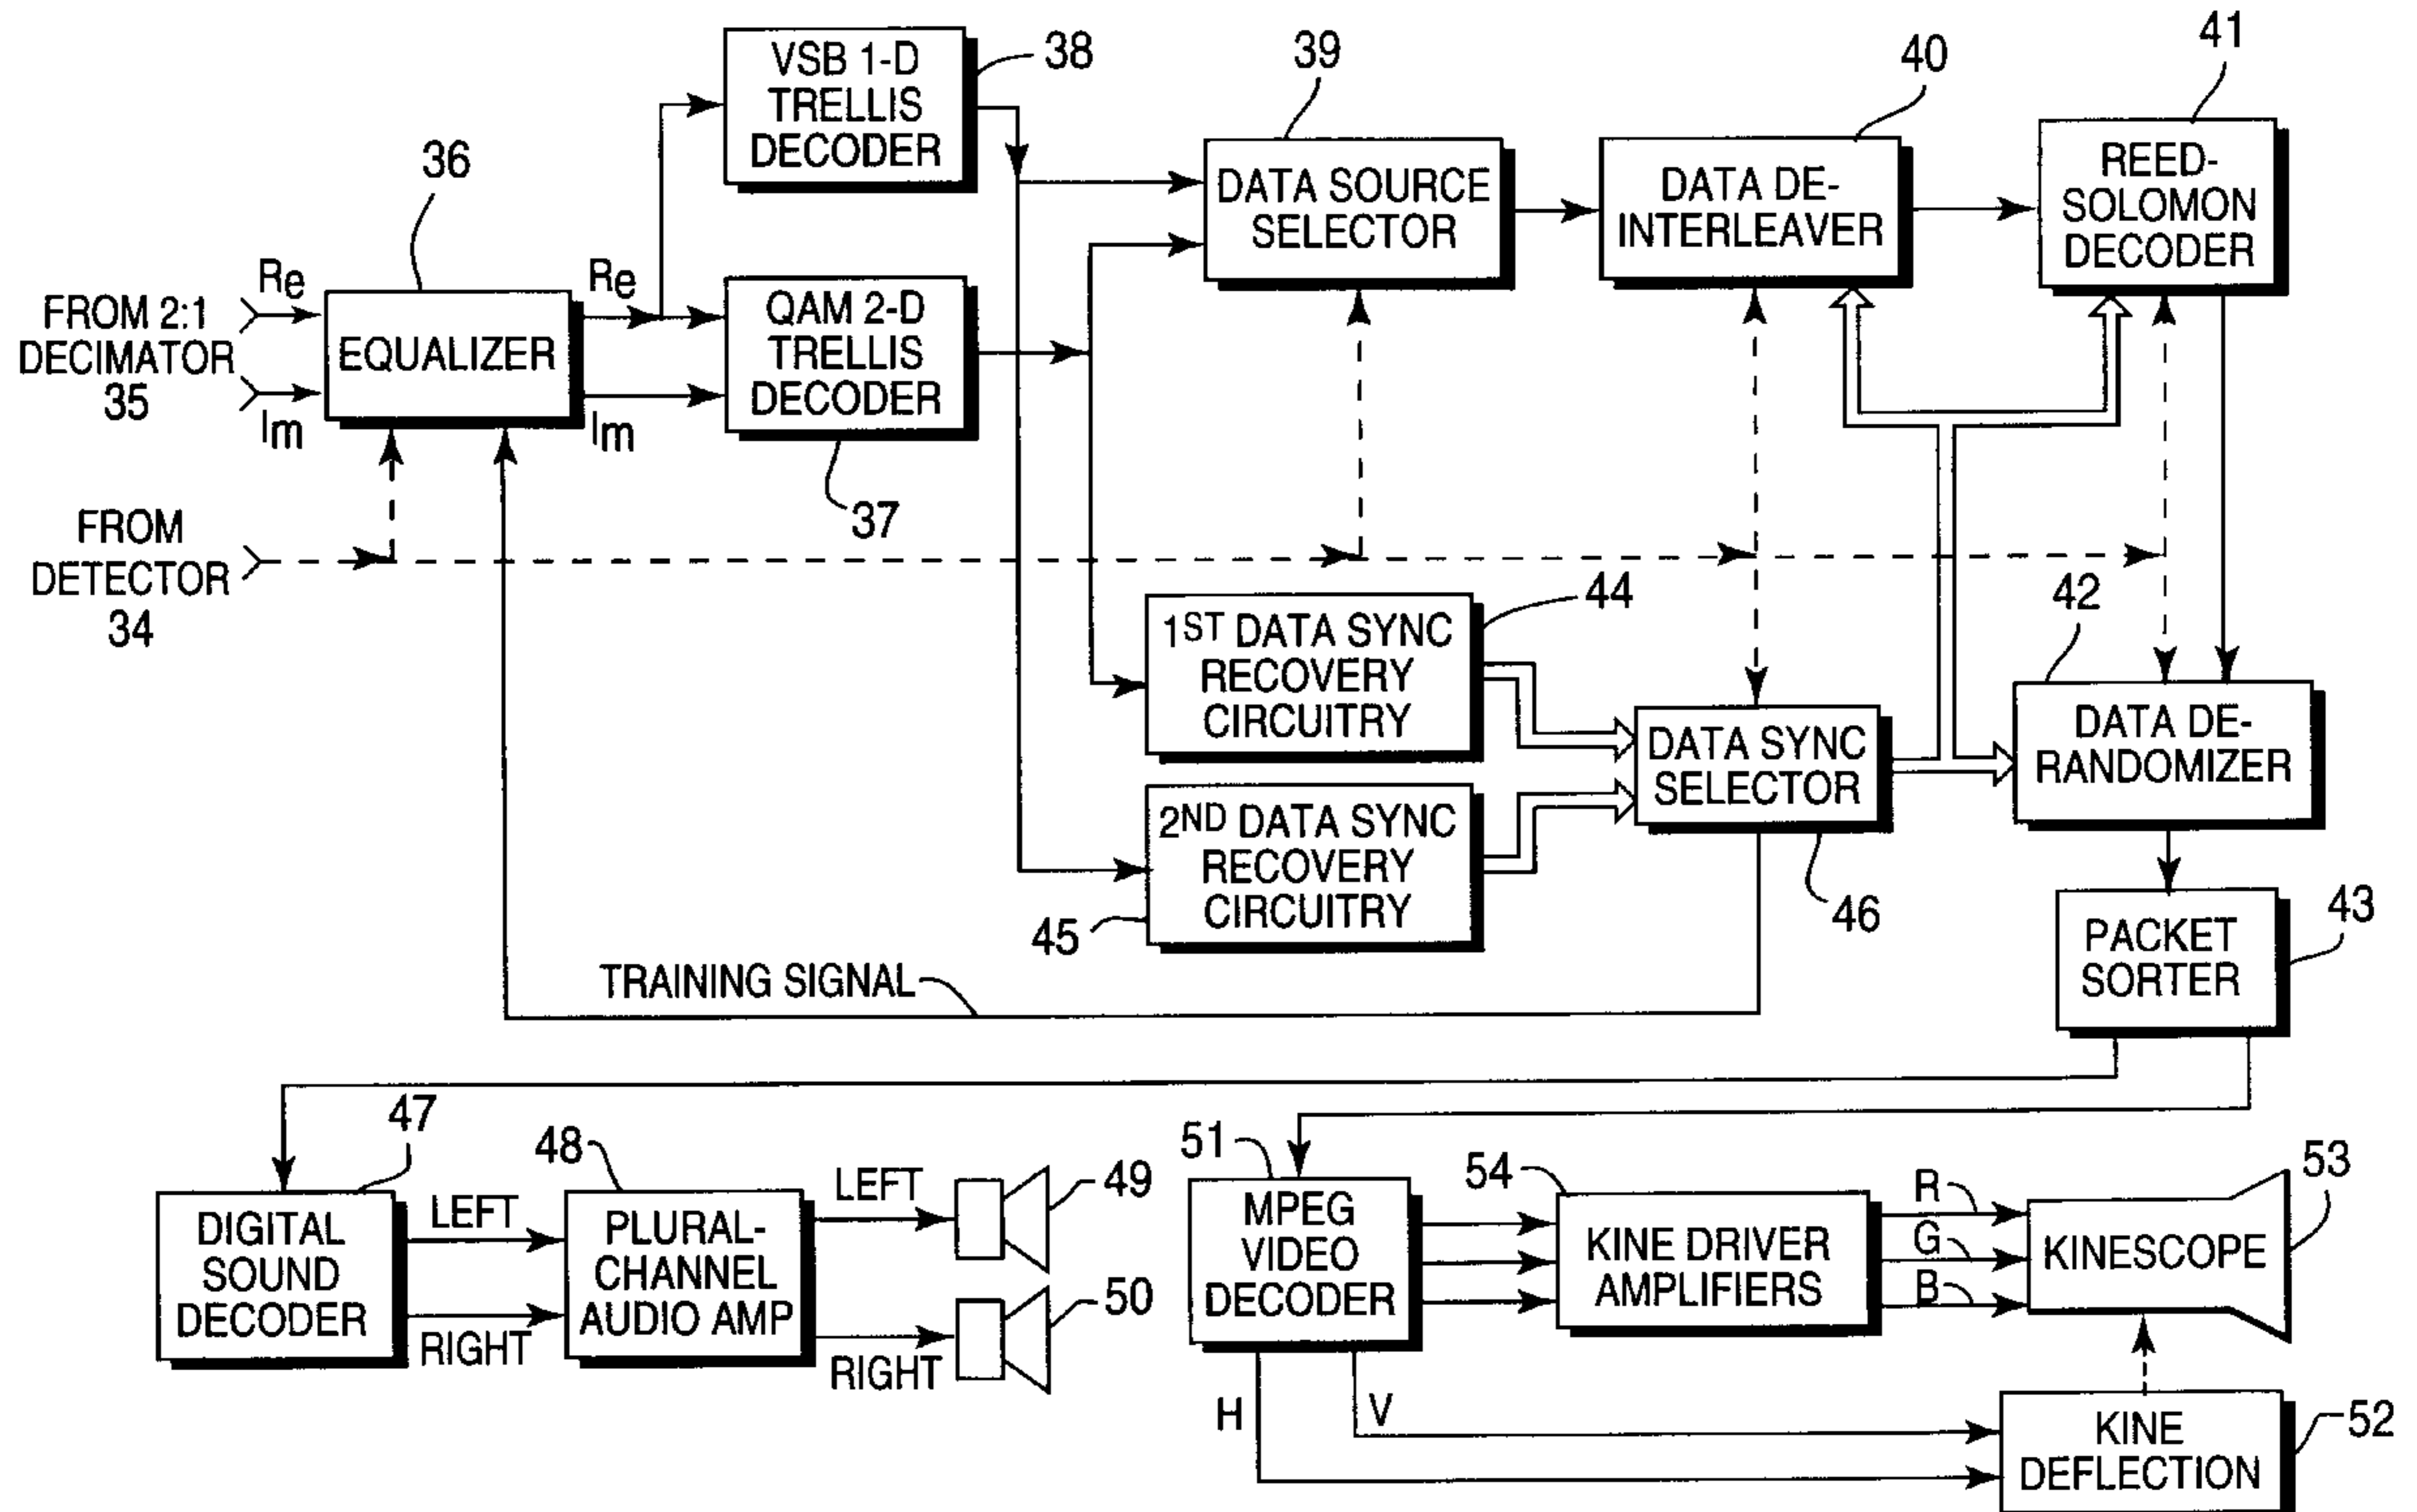 VSB 1-D
TRELLIS
DECODER
38
39
40
41
36
DATA SOURCE
SELECTOR
DATA DE-
INTERLEAVER
REED-
SOLOMON
DECODER
Re
Re
FROM 2:1
DECIMATOR
35
EQUALIZER
QAM 2-D
TRELLIS
DECODER
Im
Im
37
FROM
DETECTOR
34
44
42
1ST DATA SYNC
RECOVERY
CIRCUITRY
DATA SYNC
SELECTOR
DATA DE-
RANDOMIZER
2ND DATA SYNC
RECOVERY
CIRCUITRY
45
46
43
PACKET
SORTER
TRAINING SIGNAL
47
48
51
54
53
DIGITAL
SOUND
DECODER
LEFT
RIGHT
PLURAL-
CHANNEL
AUDIO AMP
LEFT
RIGHT
49
50
MPEG
VIDEO
DECODER
KINE DRIVER
AMPLIFIERS
R
G
B
KINESCOPE
H
V
KINE
DEFLECTION
52